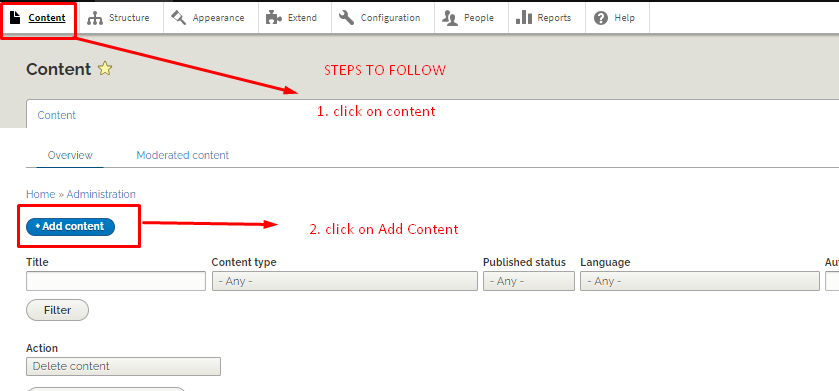 Content Structure Appearance Extend Configuration People Reports Help
Content
STEPS TO FOLLOW
1. click on content
Content
Overview Moderated content
Home » Administration
+ Add content
2. click on Add Content
Title Content type Published status Language Au
- Any - - Any - - Any -
Filter
Action
Delete content